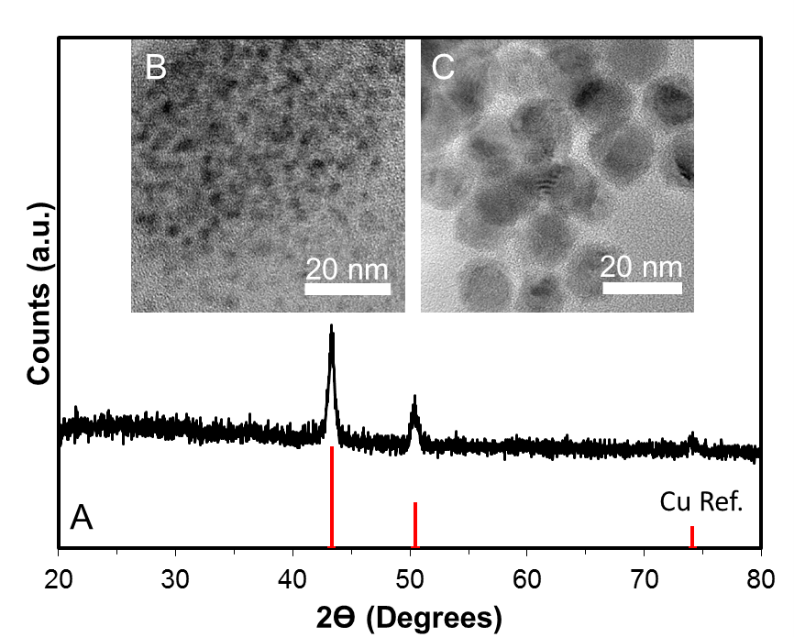 B
C
20 nm
20 nm
Counts (a.u.)
Cu Ref.
A
20 30 40 50 60 70 80
2Θ (Degrees)